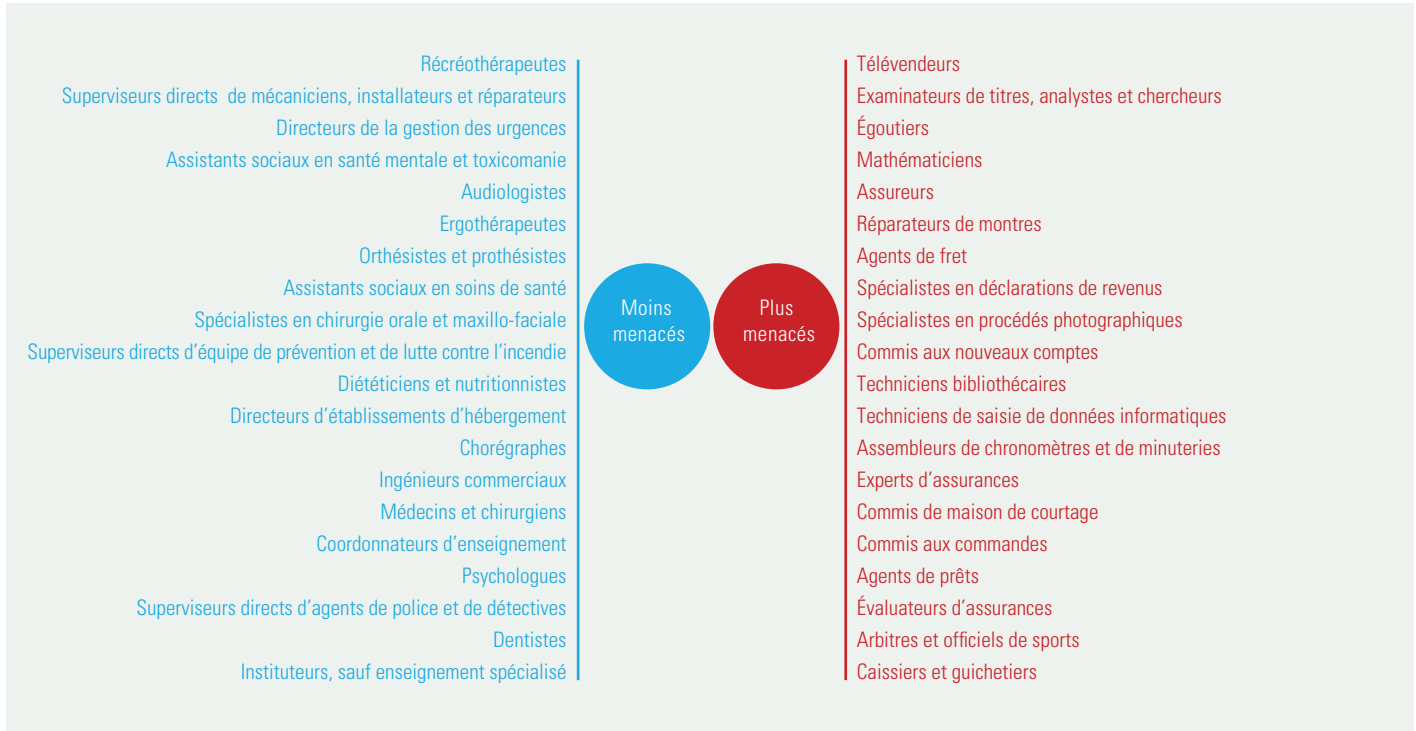 Récréothérapeutes
Superviseurs directs de mécaniciens, installateurs et réparateurs
Directeurs de la gestion des urgences
Assistants sociaux en santé mentale et toxicomanie
Audiologistes
Ergothérapeutes
Orthésistes et prothésistes
Assistants sociaux en soins de santé
Spécialistes en chirurgie orale et maxillo-faciale
Superviseurs directs d’équipe de prévention et de lutte contre l’incendie
Diététiciens et nutritionnistes
Directeurs d’établissements d’hébergement
Chorégraphes
Ingénieurs commerciaux
Médecins et chirurgiens
Coordonnateurs d’enseignement
Psychologues
Superviseurs directs d’agents de police et de détectives
Dentistes
Instituteurs, sauf enseignement spécialisé
Moins
menacés
Plus
menacés
Télévendeurs
Examinateurs de titres, analystes et chercheurs
Égoutiers
Mathématiciens
Assureurs
Réparateurs de montres
Agents de fret
Spécialistes en déclarations de revenus
Spécialistes en procédés photographiques
Commis aux nouveaux comptes
Techniciens bibliothécaires
Techniciens de saisie de données informatiques
Assembleurs de chronomètres et de minuteries
Experts d’assurances
Commis de maison de courtage
Commis aux commandes
Agents de prêts
Évaluateurs d’assurances
Arbitres et officiels de sports
Caissiers et guichetiers